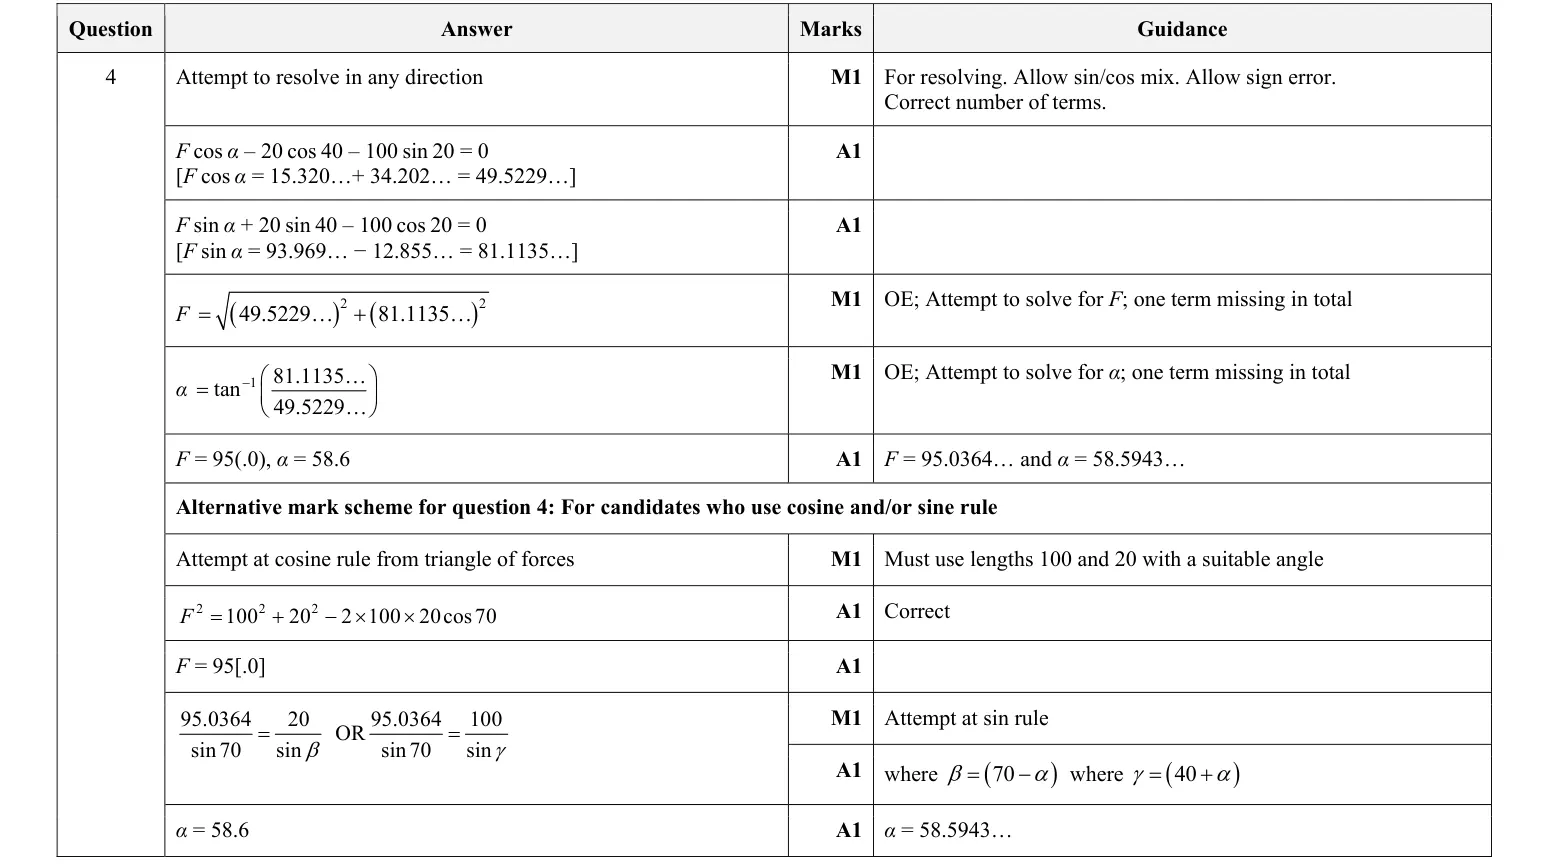 Question Answer Marks Guidance
4 Attempt to resolve in any direction M1 For resolving. Allow sin/cos mix. Allow sign error.
Correct number of terms.
F cos α – 20 cos 40 – 100 sin 20 = 0 A1
[F cos α = 15.320…+ 34.202… = 49.5229…]
F sin α + 20 sin 40 – 100 cos 20 = 0 A1
[F sin α = 93.969… − 12.855… = 81.1135…]
F = √((49.5229…)² + (81.1135…)²) M1 OE; Attempt to solve for F; one term missing in total
α = tan⁻¹(81.1135…/49.5229…) M1 OE; Attempt to solve for α; one term missing in total
F = 95(.0), α = 58.6 A1 F = 95.0364… and α = 58.5943…
Alternative mark scheme for question 4: For candidates who use cosine and/or sine rule
Attempt at cosine rule from triangle of forces M1 Must use lengths 100 and 20 with a suitable angle
F² = 100² + 20² − 2 × 100 × 20 cos 70 A1 Correct
F = 95[.0] A1
95.0364/sin 70 = 20/sin β OR 95.0364/sin 70 = 100/sin γ M1 Attempt at sin rule
A1 where β = (70 − α) where γ = (40 + α)
α = 58.6 A1 α = 58.5943…